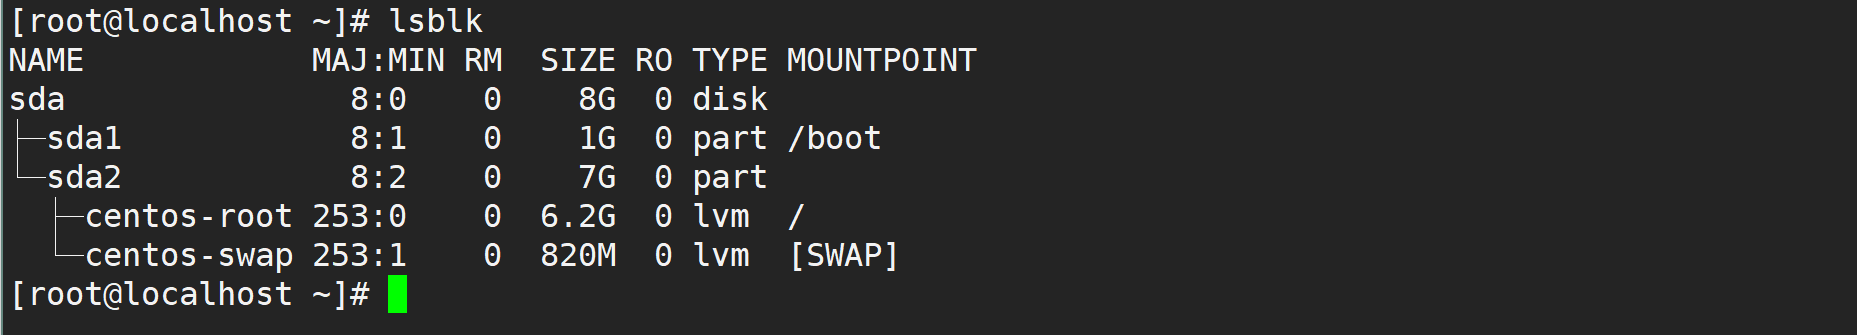 [root@localhost ~]# lsblk
NAME            MAJ:MIN RM  SIZE RO TYPE MOUNTPOINT
sda               8:0    0    8G  0 disk
├─sda1            8:1    0    1G  0 part /boot
└─sda2            8:2    0    7G  0 part
  ├─centos-root 253:0    0  6.2G  0 lvm  /
  └─centos-swap 253:1    0  820M  0 lvm  [SWAP]
[root@localhost ~]#